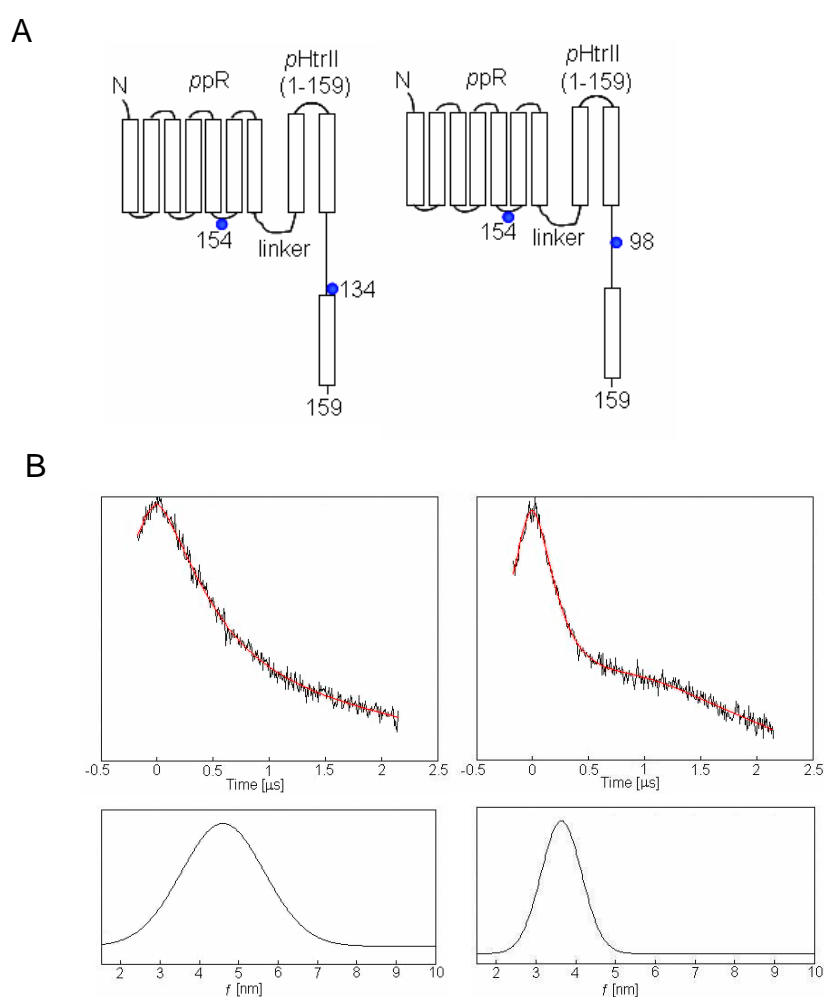 A
N
ppR
pHtrII
(1-159)
154
linker
134
159
N
ppR
pHtrII
(1-159)
154
linker
98
159
B
-0.5 0 0.5 1 1.5 2 2.5
Time [μs]
-0.5 0 0.5 1 1.5 2 2.5
Time [μs]
2 3 4 5 6 7 8 9 10
r [nm]
2 3 4 5 6 7 8 9 10
r [nm]